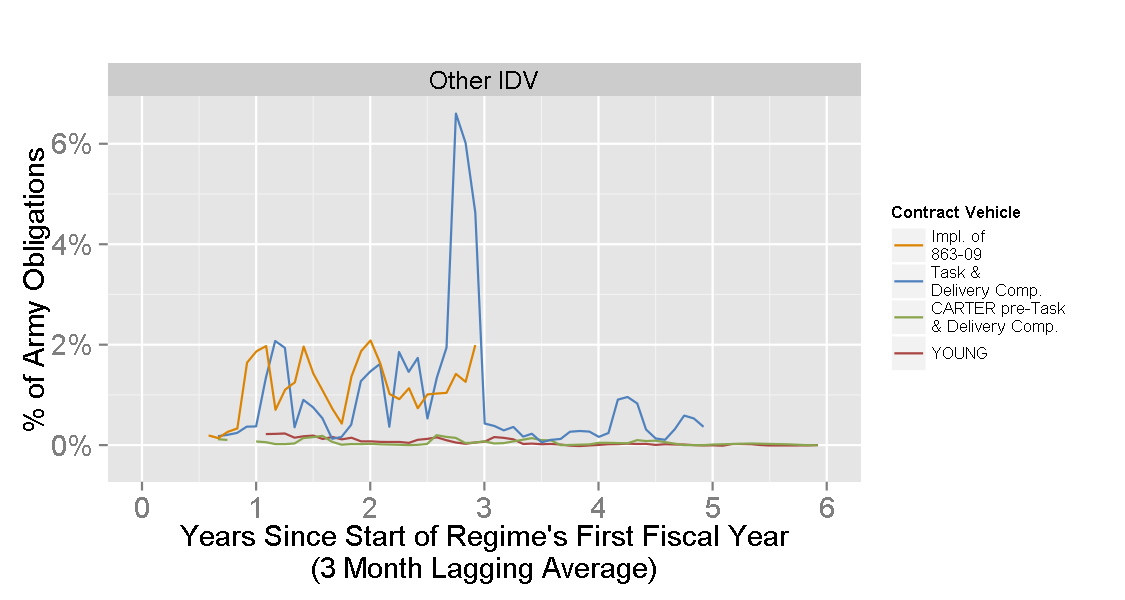 Other IDV
% of Army Obligations
6%
4%
2%
0%
0 1 2 3 4 5 6
Years Since Start of Regime's First Fiscal Year
(3 Month Lagging Average)
Contract Vehicle
Impl. of
863-09
Task &
Delivery Comp.
CARTER pre-Task
& Delivery Comp.
YOUNG